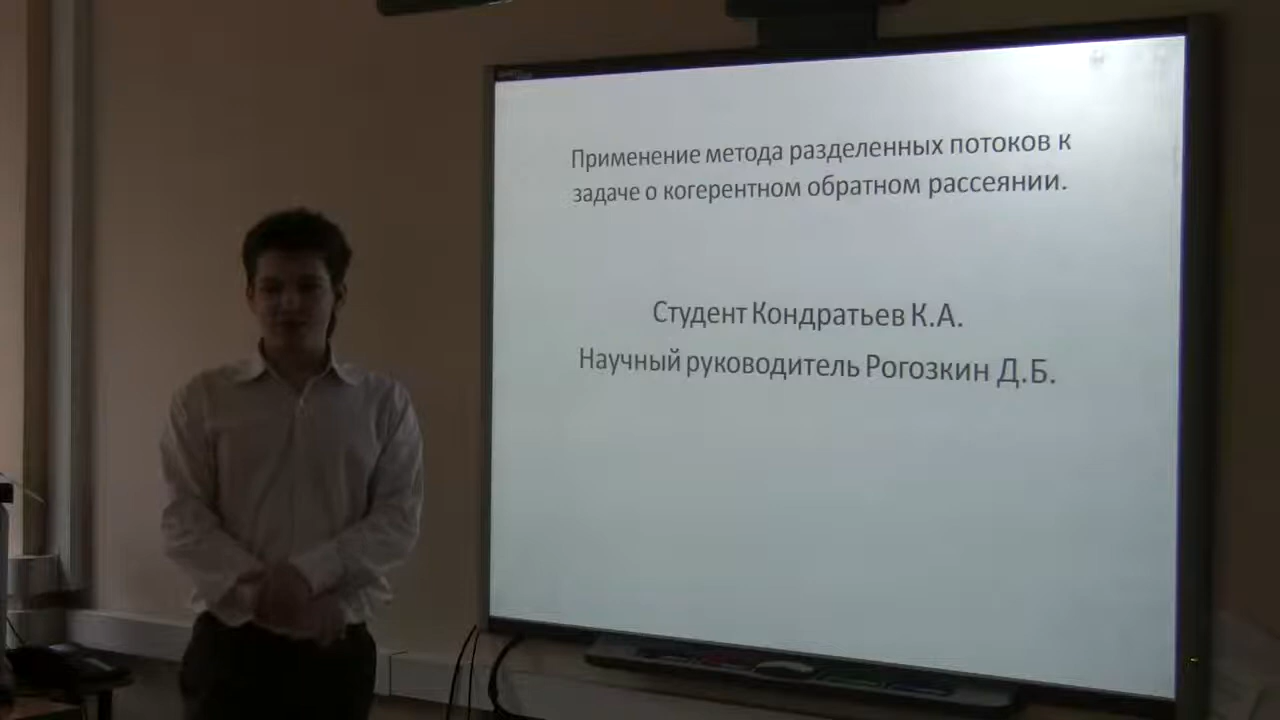 Применение метода разделенных потоков к
задаче о когерентном обратном рассеянии.
Студент Кондратьев К.А.
Научный руководитель Рогозкин Д.Б.